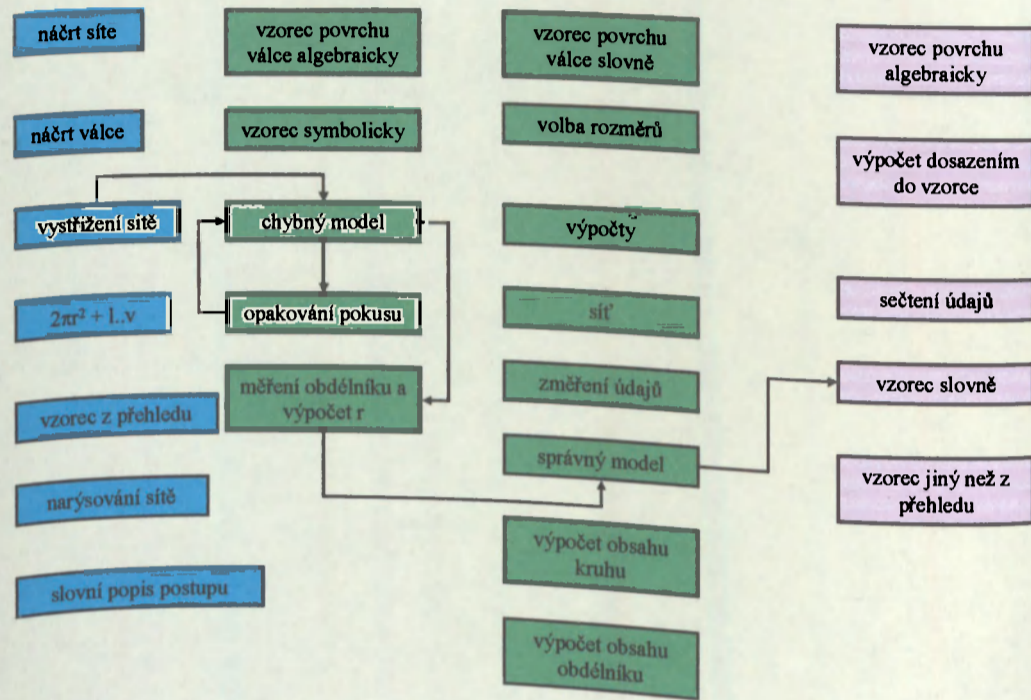 náčrt síte
náčrt válce
vystřižení sítě
2πr² + l..v
vzorec z přehledu
narýsování sítě
slovní popis postupu
vzorec povrchu
válce algebraicky
vzorec symbolicky
chybný model
opakování pokusu
měření obdélníku a
výpočet r
vzorec povrchu
válce slovně
volba rozměrů
výpočty
síť
změření údajů
správný model
výpočet obsahu
kruhu
výpočet obsahu
obdélníku
vzorec povrchu
algebraicky
výpočet dosazením
do vzorce
sečtení údajů
vzorec slovně
vzorec jiný než z
přehledu